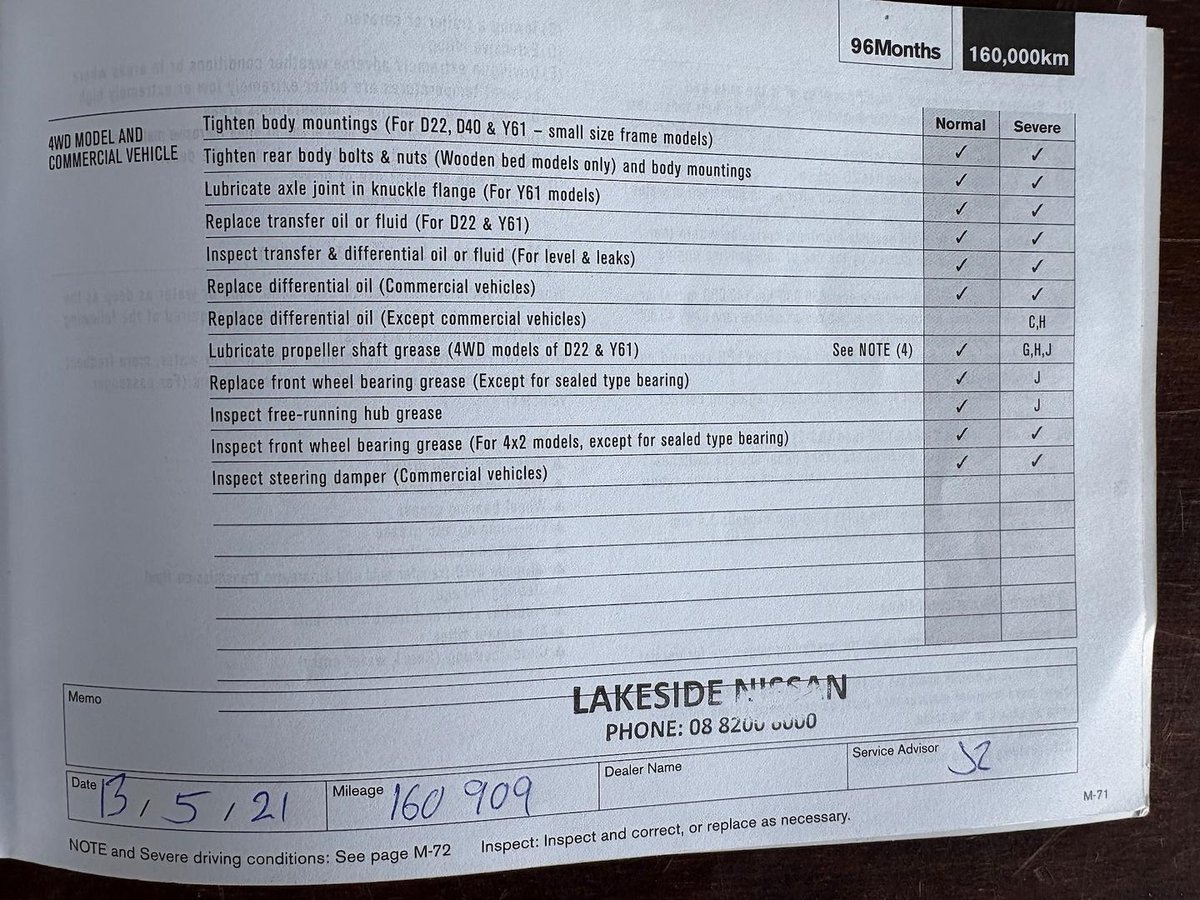 96Months 160,000km
4WD MODEL AND
COMMERCIAL VEHICLE
Normal Severe
Tighten body mountings (For D22, D40 & Y61 – small size frame models) ✓ ✓
Tighten rear body bolts & nuts (Wooden bed models only) and body mountings ✓ ✓
Lubricate axle joint in knuckle flange (For Y61 models) ✓ ✓
Replace transfer oil or fluid (For D22 & Y61) ✓ ✓
Inspect transfer & differential oil or fluid (For level & leaks) ✓ ✓
Replace differential oil (Commercial vehicles) ✓ ✓
Replace differential oil (Except commercial vehicles) C,H
Lubricate propeller shaft grease (4WD models of D22 & Y61) See NOTE (4) ✓ G,H,J
Replace front wheel bearing grease (Except for sealed type bearing) ✓ J
Inspect free-running hub grease ✓ J
Inspect front wheel bearing grease (For 4x2 models, except for sealed type bearing) ✓ ✓
Inspect steering damper (Commercial vehicles) ✓ ✓
Memo
LAKESIDE NISSAN
PHONE: 08 8200
Date 13 / 5 / 21
Mileage 160 909
Dealer Name
Service Advisor
NOTE and Severe driving conditions: See page M-72
Inspect: Inspect and correct, or replace as necessary.
M-71